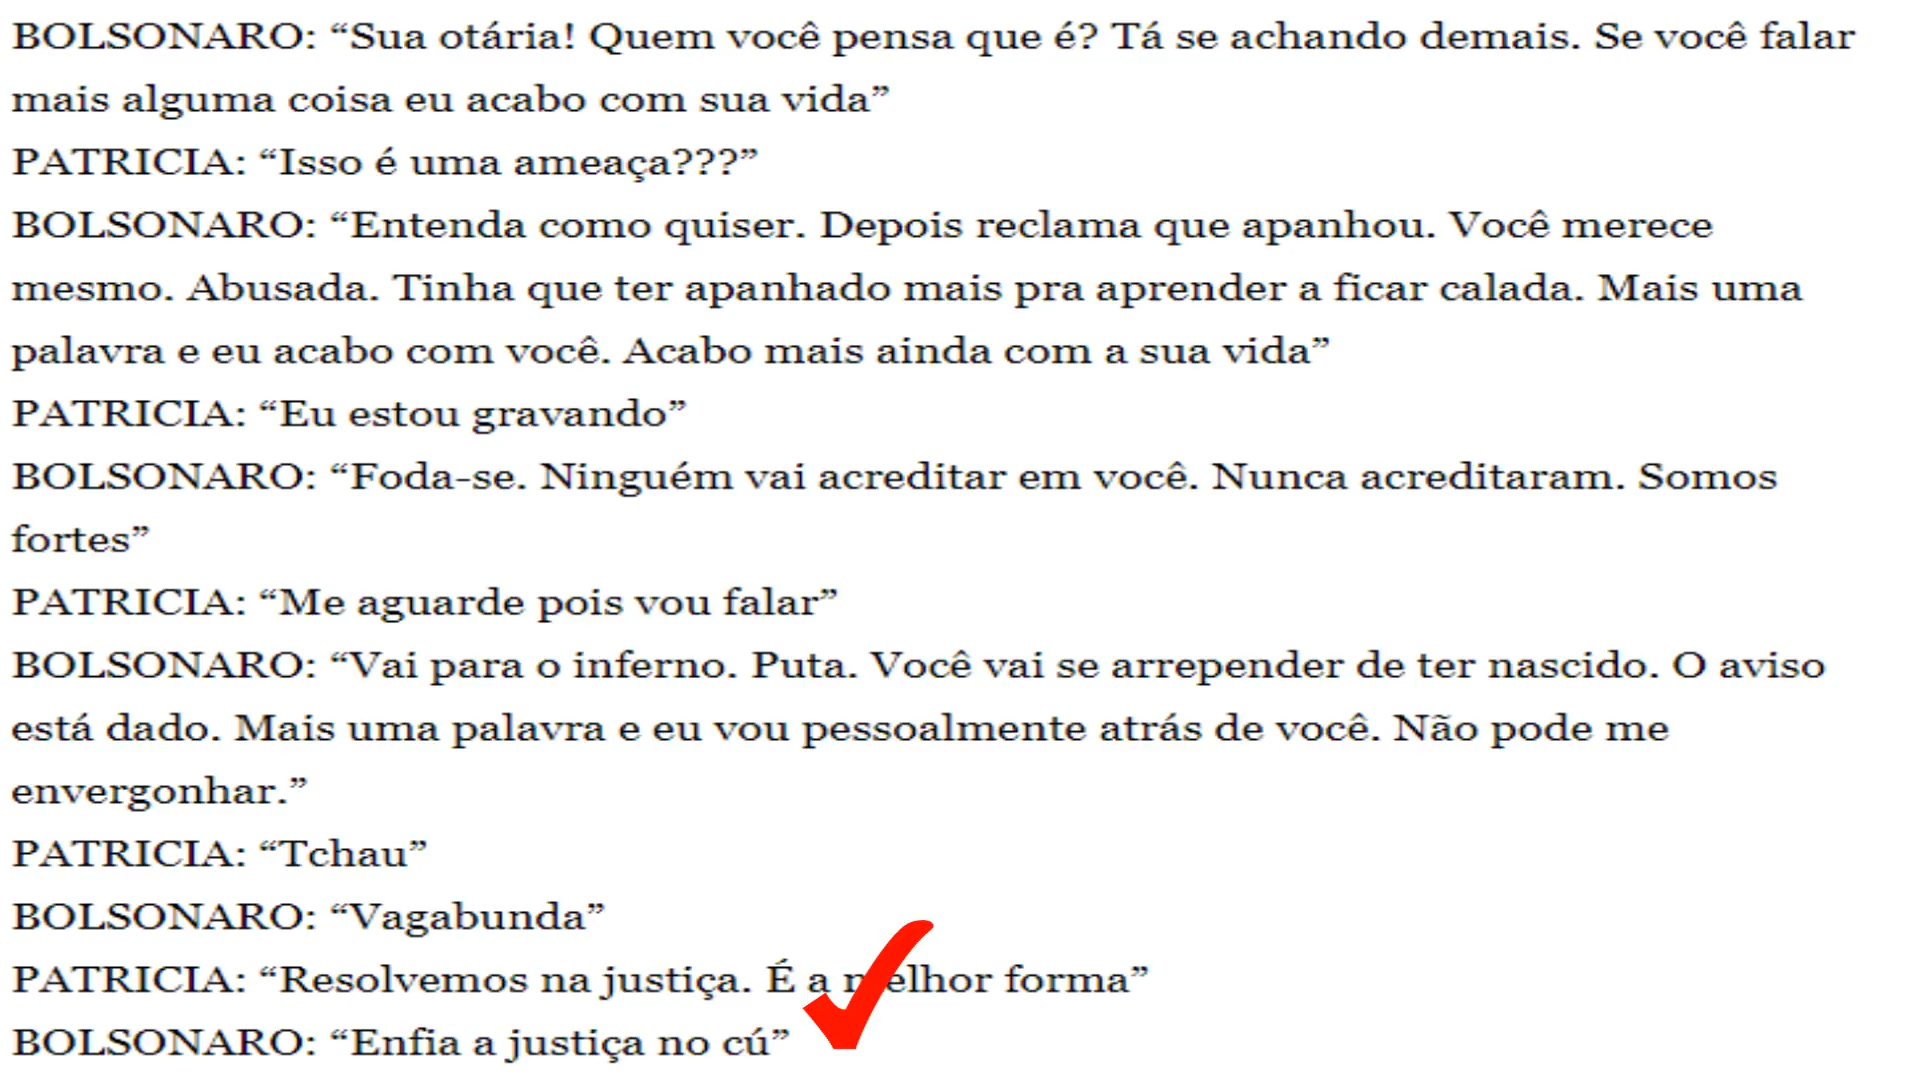 BOLSONARO: “Sua otária! Quem você pensa que é? Tá se achando demais. Se você falar
mais alguma coisa eu acabo com sua vida”
PATRICIA: “Isso é uma ameaça???”
BOLSONARO: “Entenda como quiser. Depois reclama que apanhou. Você merece
mesmo. Abusada. Tinha que ter apanhado mais pra aprender a ficar calada. Mais uma
palavra e eu acabo com você. Acabo mais ainda com a sua vida”
PATRICIA: “Eu estou gravando”
BOLSONARO: “Foda-se. Ninguém vai acreditar em você. Nunca acreditaram. Somos
fortes”
PATRICIA: “Me aguarde pois vou falar”
BOLSONARO: “Vai para o inferno. Puta. Você vai se arrepender de ter nascido. O aviso
está dado. Mais uma palavra e eu vou pessoalmente atrás de você. Não pode me
envergonhar.”
PATRICIA: “Tchau”
BOLSONARO: “Vagabunda”
PATRICIA: “Resolvemos na justiça. É a melhor forma”
BOLSONARO: “Enfia a justiça no cú”